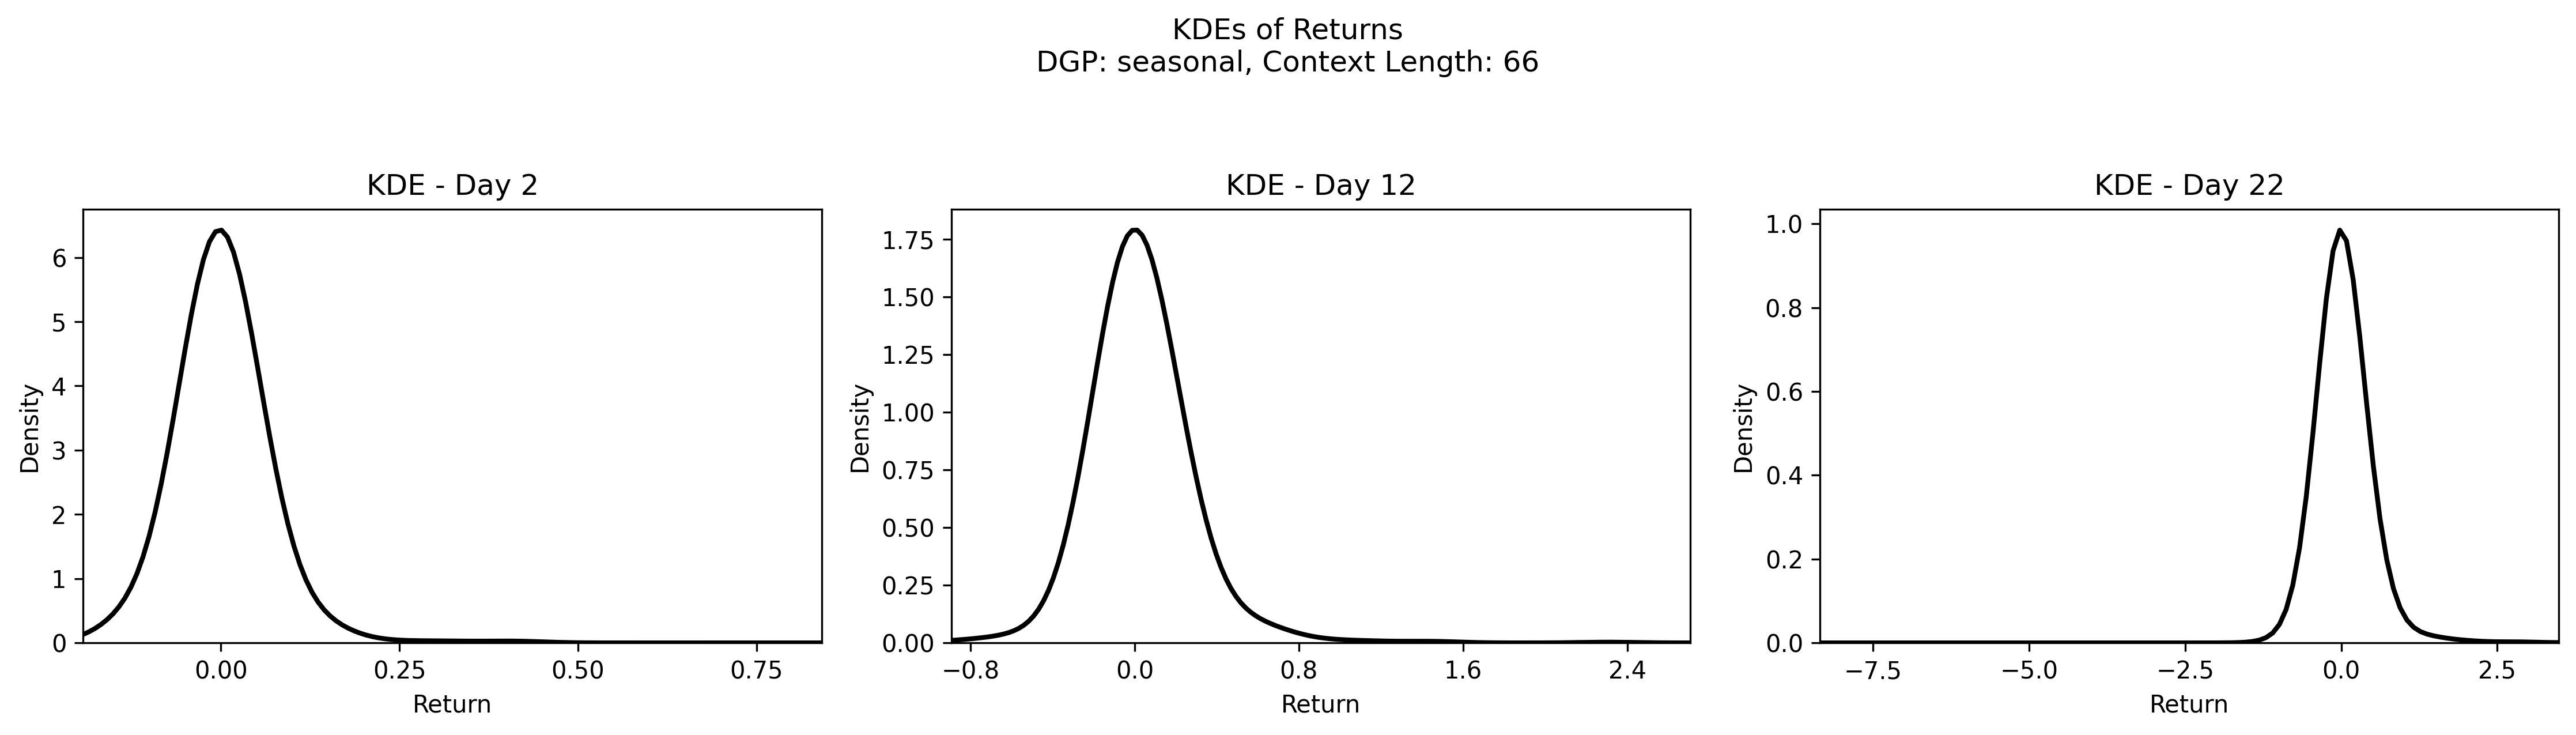 KDEs of Returns
DGP: seasonal, Context Length: 66
KDE - Day 2
Density
6
5
4
3
2
1
0
0.00 0.25 0.50 0.75
Return
KDE - Day 12
Density
1.75
1.50
1.25
1.00
0.75
0.50
0.25
0.00
−0.8 0.0 0.8 1.6 2.4
Return
KDE - Day 22
Density
1.0
0.8
0.6
0.4
0.2
0.0
−7.5 −5.0 −2.5 0.0 2.5
Return